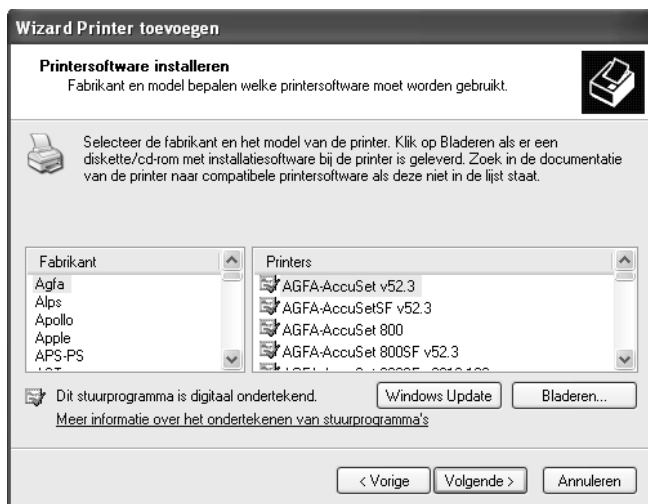 Wizard Printer toevoegen
Printersoftware installeren
Fabrikant en model bepalen welke printersoftware moet worden gebruikt.
Selecteer de fabrikant en het model van de printer. Klik op Bladeren als er een
diskette/cd-rom met installatiesoftware bij de printer is geleverd. Zoek in de documentatie
van de printer naar compatibele printersoftware als deze niet in de lijst staat.
Fabrikant
Agfa
Alps
Apollo
Apple
APS-PS
Printers
AGFA-AccuSet v52.3
AGFA-AccuSetSF v52.3
AGFA-AccuSet 800
AGFA-AccuSet 800SF v52.3
Dit stuurprogramma is digitaal ondertekend.
Windows Update
Bladeren...
Meer informatie over het ondertekenen van stuurprogramma's
< Vorige
Volgende >
Annuleren